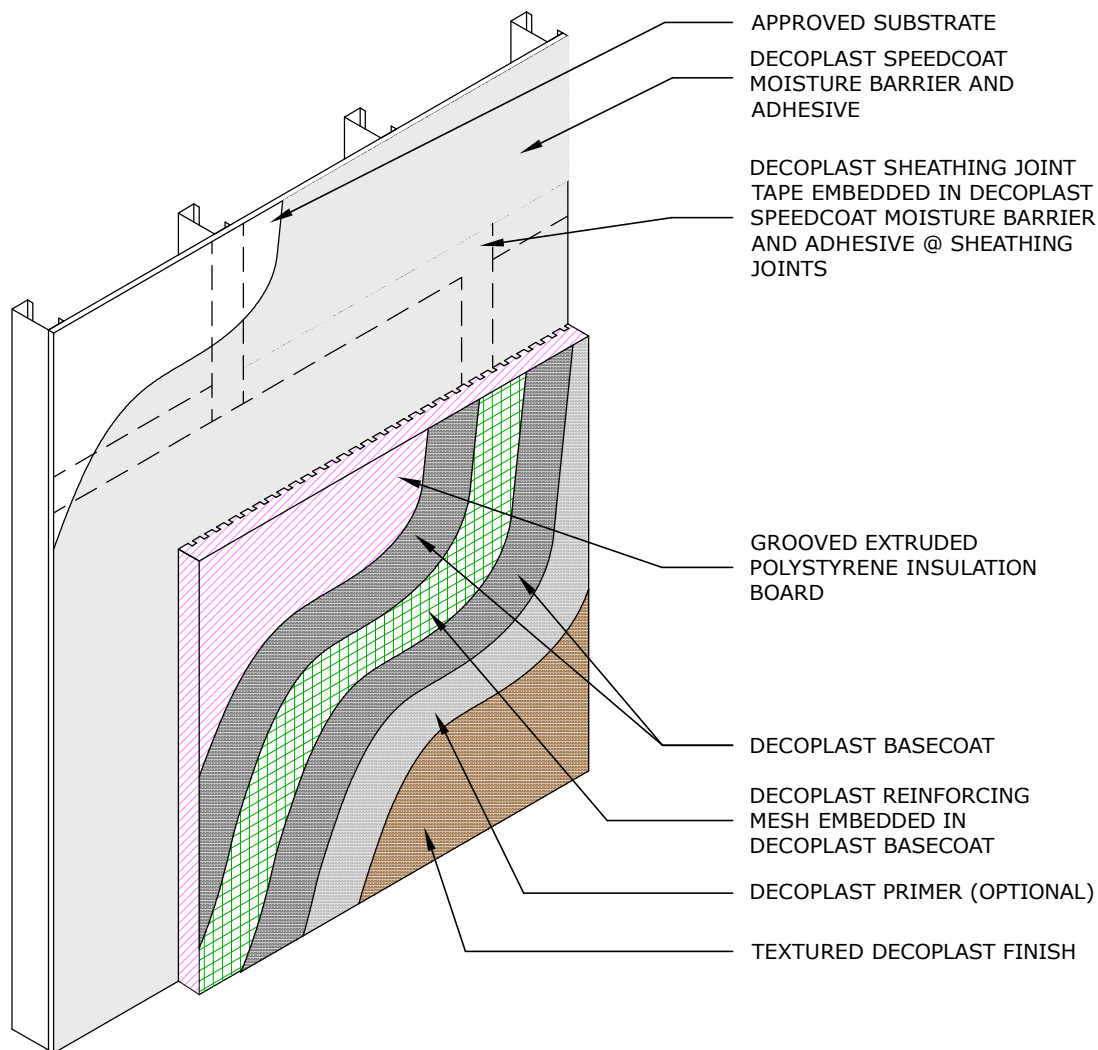 APPROVED SUBSTRATE
DECOPLAST SPEEDCOAT
MOISTURE BARRIER AND
ADHESIVE
DECOPLAST SHEATHING JOINT
TAPE EMBEDDED IN DECOPLAST
SPEEDCOAT MOISTURE BARRIER
AND ADHESIVE @ SHEATHING
JOINTS
GROOVED EXTRUDED
POLYSTYRENE INSULATION
BOARD
DECOPLAST BASECOAT
DECOPLAST REINFORCING
MESH EMBEDDED IN
DECOPLAST BASECOAT
DECOPLAST PRIMER (OPTIONAL)
TEXTURED DECOPLAST FINISH